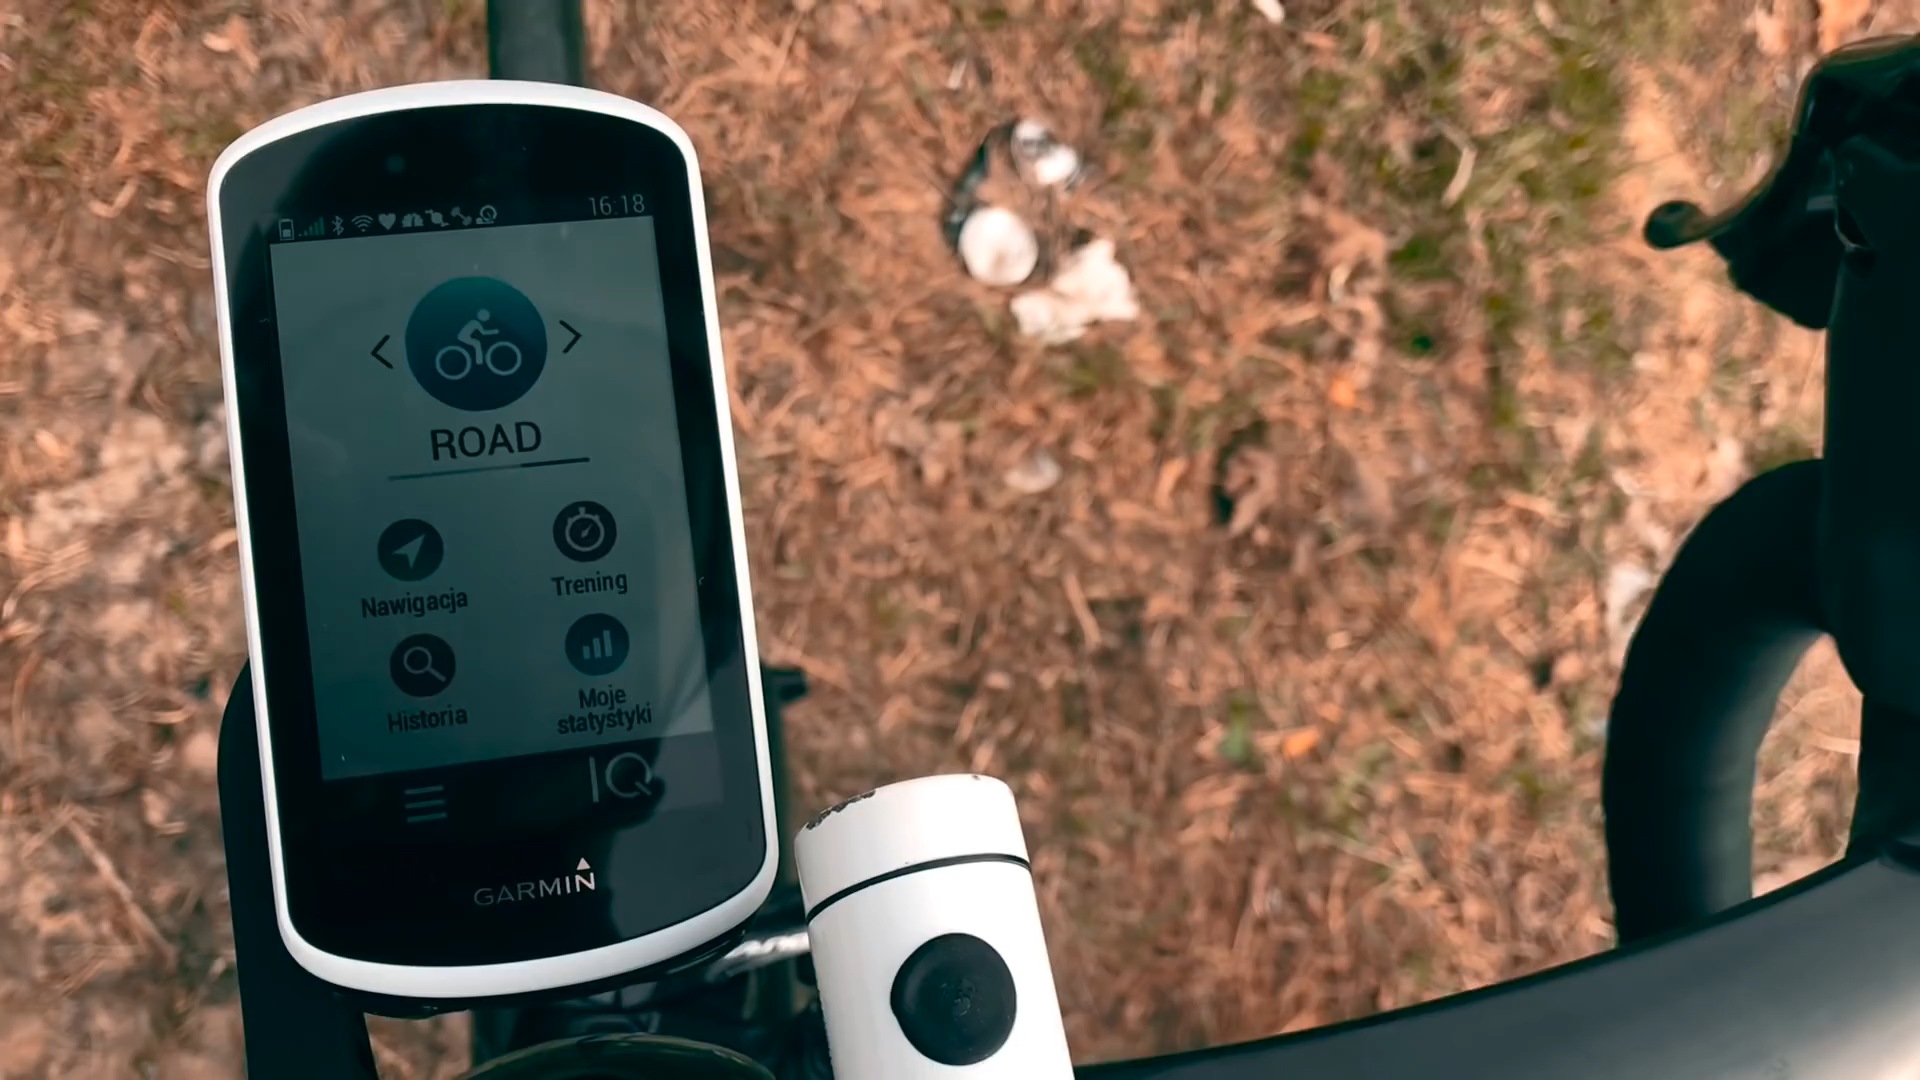 16:18
ROAD
Nawigacja
Trening
Historia
Moje
statystyki
IQ
GARMIN